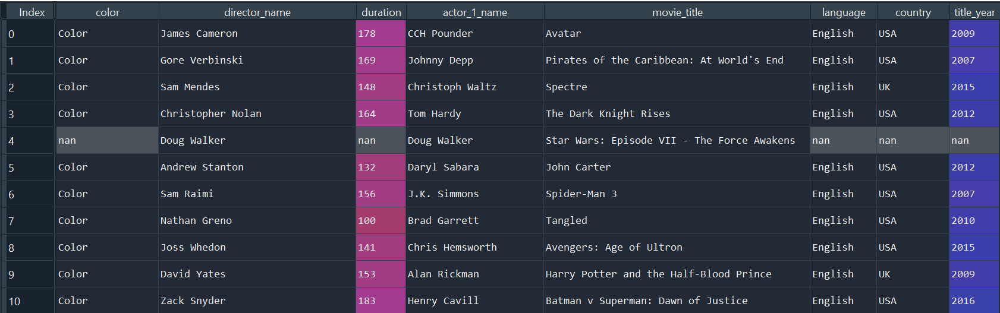 Index color director_name duration actor_1_name movie_title language country title_year
0 Color James Cameron 178 CCH Pounder Avatar English USA 2009
1 Color Gore Verbinski 169 Johnny Depp Pirates of the Caribbean: At World's End English USA 2007
2 Color Sam Mendes 148 Christoph Waltz Spectre English UK 2015
3 Color Christopher Nolan 164 Tom Hardy The Dark Knight Rises English USA 2012
4 nan Doug Walker nan Doug Walker Star Wars: Episode VII - The Force Awakens nan nan nan
5 Color Andrew Stanton 132 Daryl Sabara John Carter English USA 2012
6 Color Sam Raimi 156 J.K. Simmons Spider-Man 3 English USA 2007
7 Color Nathan Greno 100 Brad Garrett Tangled English USA 2010
8 Color Joss Whedon 141 Chris Hemsworth Avengers: Age of Ultron English USA 2015
9 Color David Yates 153 Alan Rickman Harry Potter and the Half-Blood Prince English UK 2009
10 Color Zack Snyder 183 Henry Cavill Batman v Superman: Dawn of Justice English USA 2016